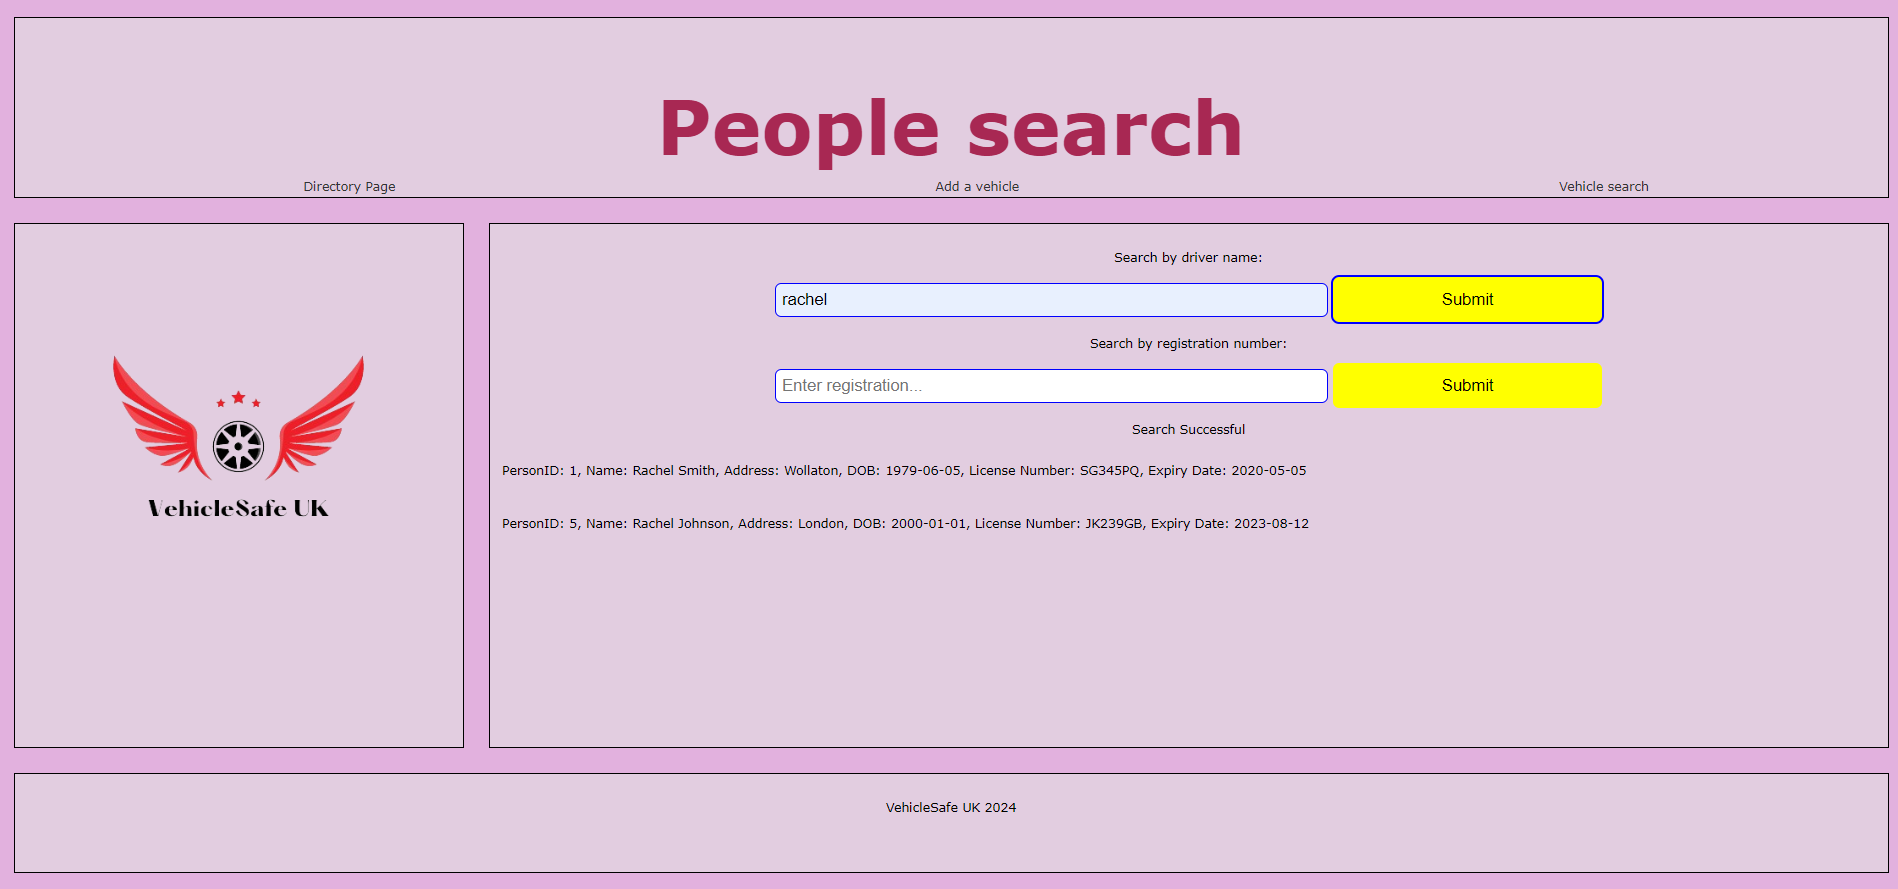 People search
Directory Page Add a vehicle Vehicle search
VehicleSafe UK
Search by driver name:
rachel Submit
Search by registration number:
Enter registration... Submit
Search Successful
PersonID: 1, Name: Rachel Smith, Address: Wollaton, DOB: 1979-06-05, License Number: SG345PQ, Expiry Date: 2020-05-05
PersonID: 5, Name: Rachel Johnson, Address: London, DOB: 2000-01-01, License Number: JK239GB, Expiry Date: 2023-08-12
VehicleSafe UK 2024